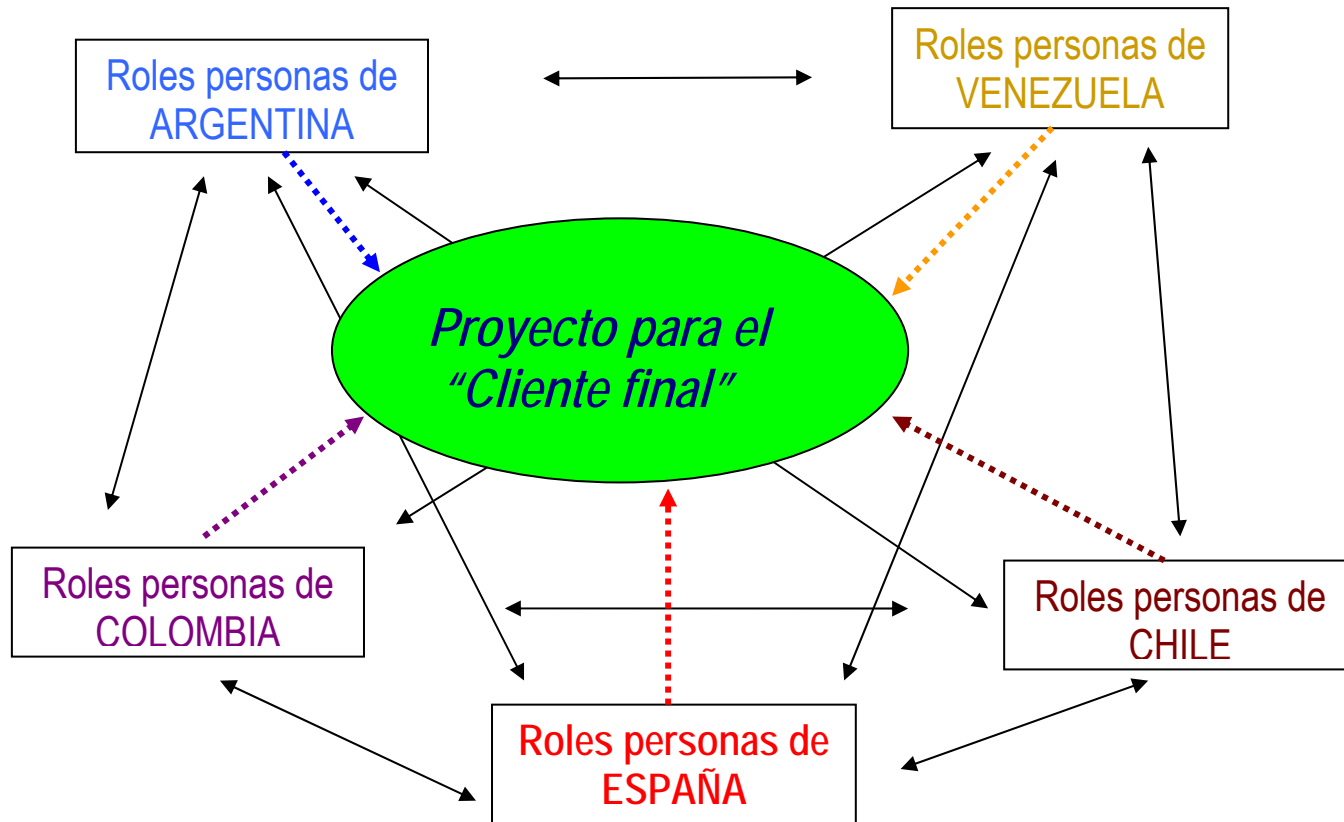 Roles personas de
ARGENTINA
Roles personas de
VENEZUELA
Proyecto para el
“Cliente final”
Roles personas de
COLOMBIA
Roles personas de
CHILE
Roles personas de
ESPAÑA